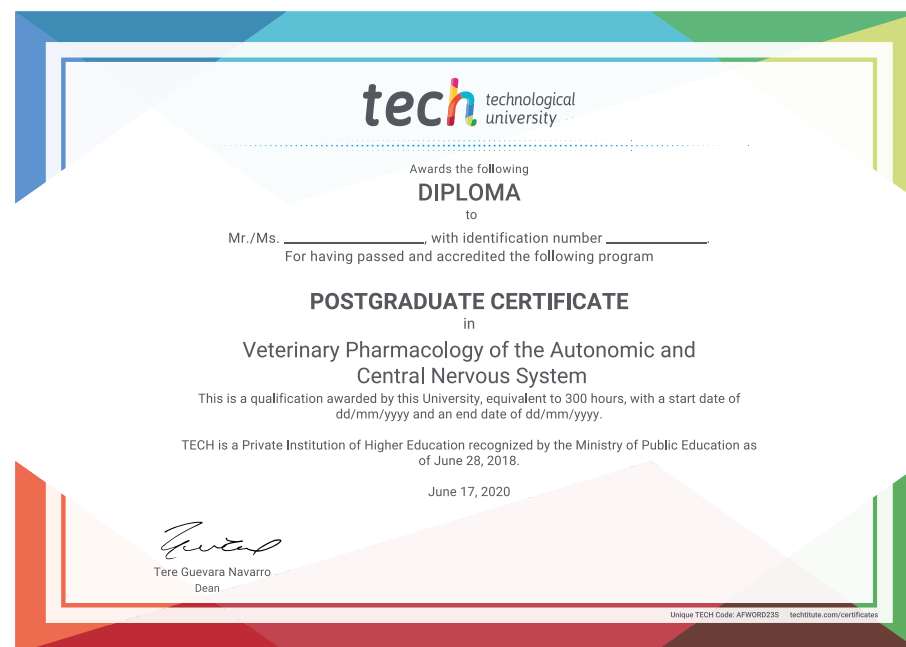 tech technological
university
Awards the following
DIPLOMA
to
Mr./Ms. ____________, with identification number ____________.
For having passed and accredited the following program
POSTGRADUATE CERTIFICATE
in
Veterinary Pharmacology of the Autonomic and
Central Nervous System
This is a qualification awarded by this University, equivalent to 300 hours, with a start date of
dd/mm/yyyy and an end date of dd/mm/yyyy.
TECH is a Private Institution of Higher Education recognized by the Ministry of Public Education as
of June 28, 2018.
June 17, 2020
Tere Guevara Navarro
Dean
Unique TECH Code: AFWORD23S techtitute.com/certificates